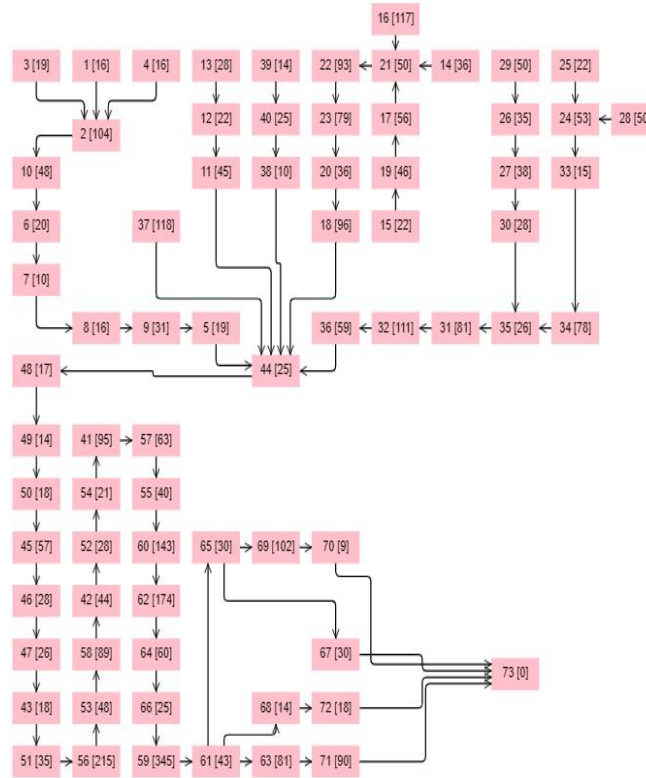 16 [117]
3 [19] 1 [16] 4 [16] 13 [28] 39 [14] 22 [93] 21 [50] 14 [36] 29 [50] 25 [22]
2 [104] 12 [22] 40 [25] 23 [79] 17 [56] 26 [35] 24 [53] 28 [50
10 [48] 11 [45] 38 [10] 20 [36] 19 [46] 27 [38] 33 [15]
6 [20] 37 [118] 18 [96] 15 [22] 30 [28]
7 [10]
8 [16] 9 [31] 5 [19] 36 [59] 32 [111] 31 [81] 35 [26] 34 [78]
48 [17] 44 [25]
49 [14] 41 [95] 57 [63]
50 [18] 54 [21] 55 [40]
45 [57] 52 [28] 60 [143] 65 [30] 69 [102] 70 [9]
46 [28] 42 [44] 62 [174]
47 [26] 58 [89] 64 [60] 67 [30]
73 [0]
43 [18] 53 [48] 66 [25] 68 [14] 72 [18]
51 [35] 56 [215] 59 [345] 61 [43] 63 [81] 71 [90]